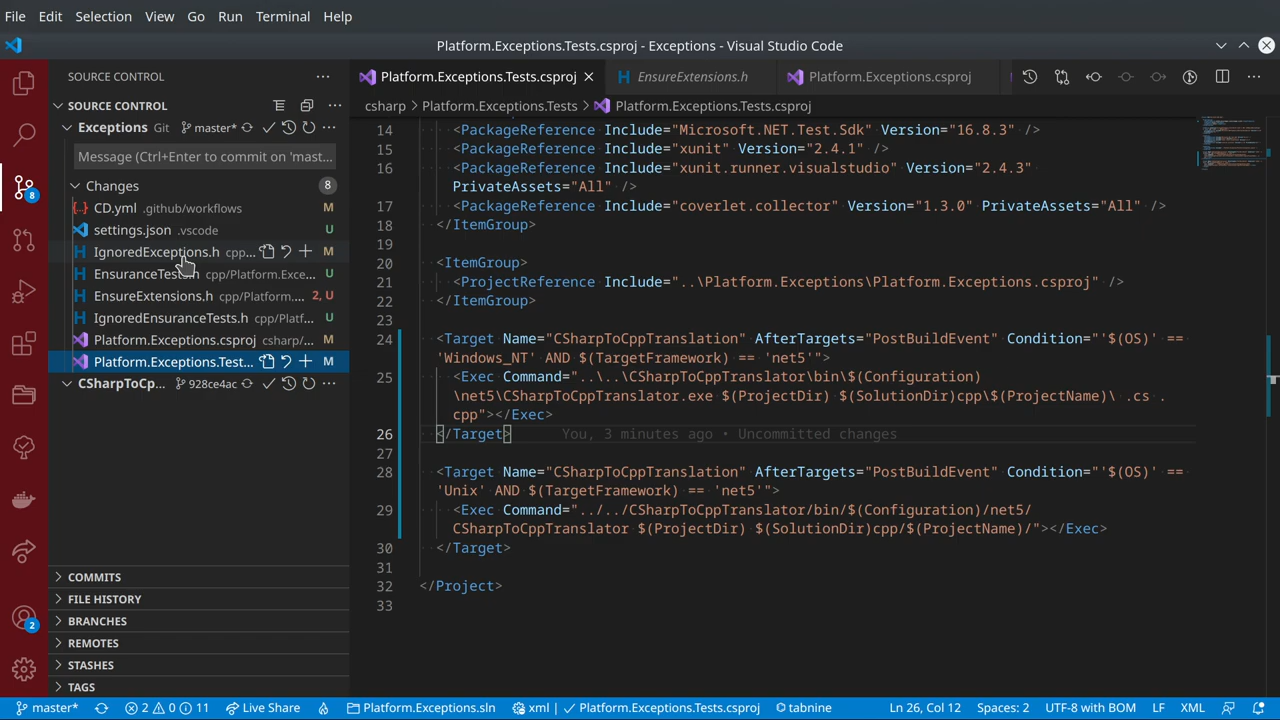 File Edit Selection View Go Run Terminal Help
Platform.Exceptions.Tests.csproj - Exceptions - Visual Studio Code
SOURCE CONTROL
Platform.Exceptions.Tests.csproj
EnsureExtensions.h
Platform.Exceptions.csproj
SOURCE CONTROL
csharp > Platform.Exceptions.Tests > Platform.Exceptions.Tests.csproj
Exceptions Git master*
Message (Ctrl+Enter to commit on 'mast...
Changes 8
CD.yml .github/workflows M
settings.json .vscode U
IgnoredExceptions.h cpp... M
cpp/Platform.Exce... U
EnsureExtensions.h cpp/Platform.... 2, U
IgnoredEnsuranceTests.h cpp/Platf... U
Platform.Exceptions.csproj csharp/... M
Platform.Exceptions.Test... M
CSharpToCp... 928ce4ac
8
2
COMMITS
FILE HISTORY
BRANCHES
REMOTES
STASHES
TAGS
14 <PackageReference Include="Microsoft.NET.Test.Sdk" Version="16.8.3" />
15 <PackageReference Include="xunit" Version="2.4.1" />
16 <PackageReference Include="xunit.runner.visualstudio" Version="2.4.3"
PrivateAssets="All" />
17 <PackageReference Include="coverlet.collector" Version="1.3.0" PrivateAssets="All" />
18 </ItemGroup>
19
20 <ItemGroup>
21 <ProjectReference Include="..\Platform.Exceptions\Platform.Exceptions.csproj" />
22 </ItemGroup>
23
24 <Target Name="CSharpToCppTranslation" AfterTargets="PostBuildEvent" Condition="'$(OS)' ==
'Windows_NT' AND $(TargetFramework) == 'net5'">
25 <Exec Command="..\..\CSharpToCppTranslator\bin\$(Configuration)
\net5\CSharpToCppTranslator.exe $(ProjectDir) $(SolutionDir)cpp\$(ProjectName)\ .cs .
cpp"></Exec>
26 </Target> You, 3 minutes ago • Uncommitted changes
27
28 <Target Name="CSharpToCppTranslation" AfterTargets="PostBuildEvent" Condition="'$(OS)' ==
'Unix' AND $(TargetFramework) == 'net5'">
29 <Exec Command="../../CSharpToCppTranslator/bin/$(Configuration)/net5/
CSharpToCppTranslator $(ProjectDir) $(SolutionDir)cpp/$(ProjectName)/"></Exec>
30 </Target>
31
32 </Project>
33
master* 2 0 11 Live Share Platform.Exceptions.sln xml Platform.Exceptions.Tests.csproj tabnine Ln 26, Col 12 Spaces: 2 UTF-8 with BOM LF XML